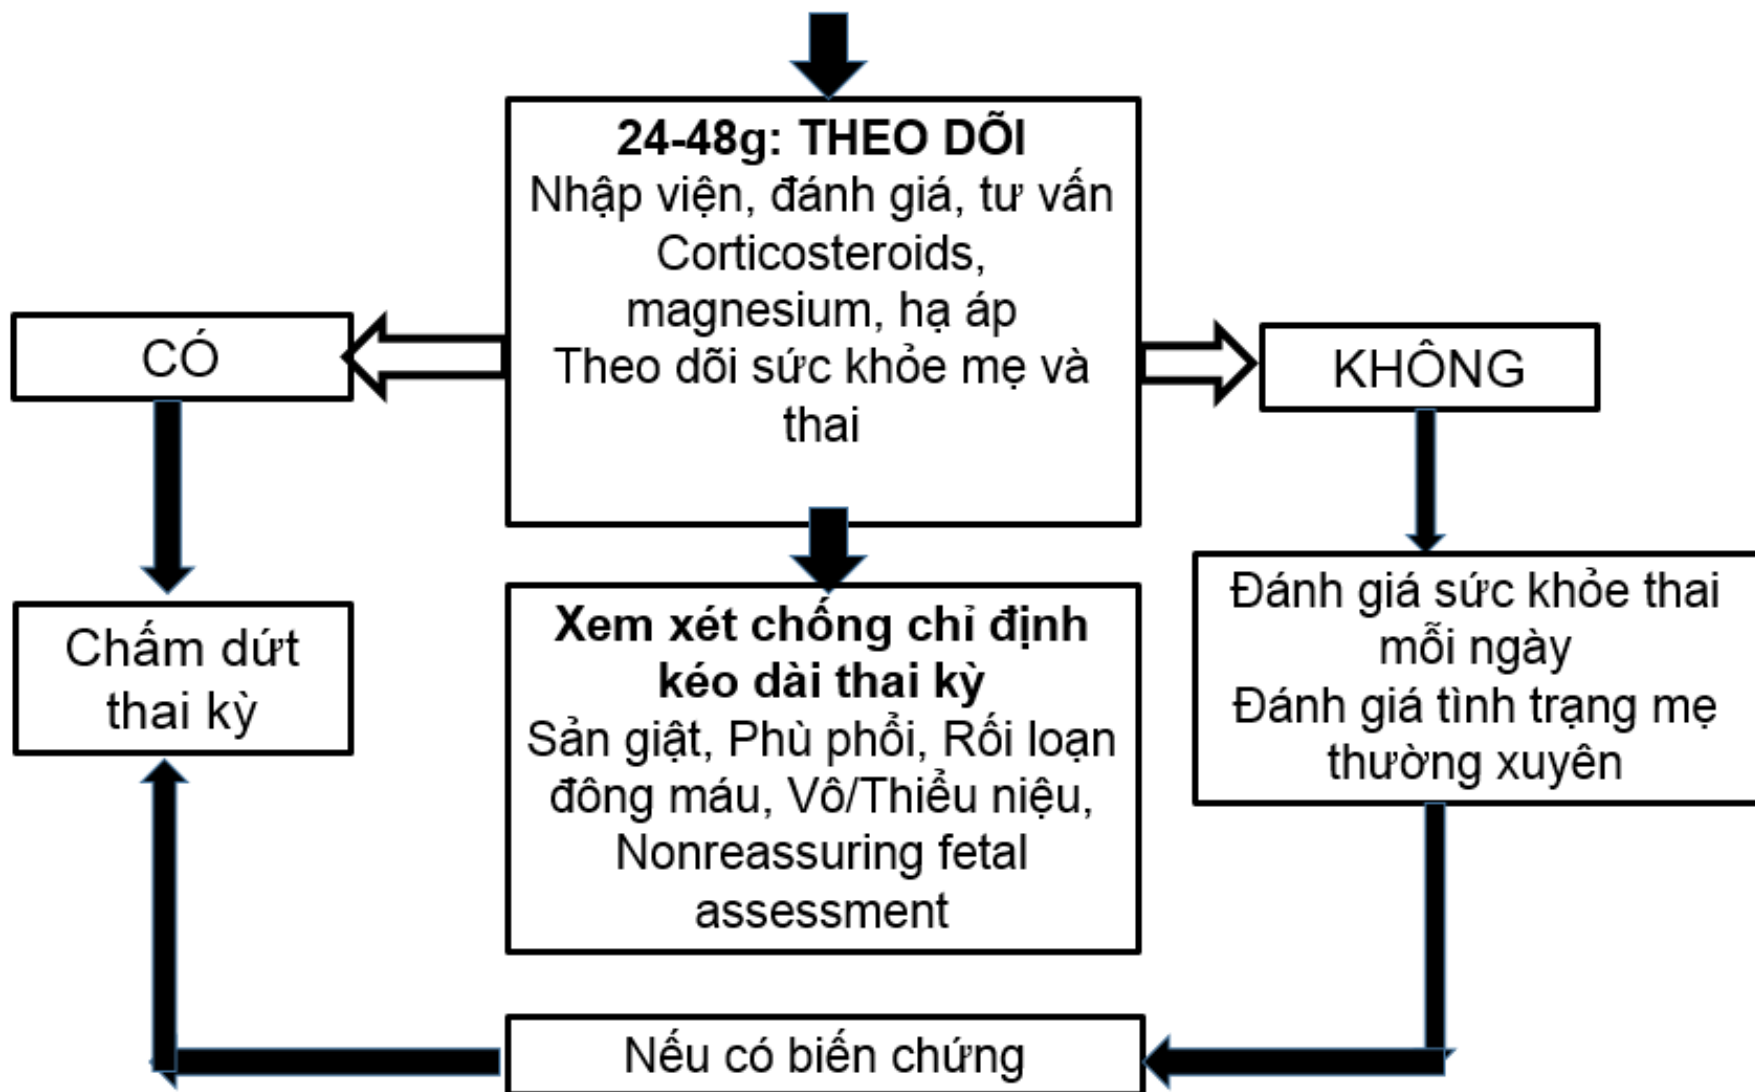 24-48g: THEO DÕI
Nhập viện, đánh giá, tư vấn
Corticosteroids,
magnesium, hạ áp
Theo dõi sức khỏe mẹ và
thai
CÓ
KHÔNG
Chấm dứt
thai kỳ
Xem xét chống chỉ định
kéo dài thai kỳ
Sản giật, Phù phổi, Rối loạn
đông máu, Vô/Thiểu niệu,
Nonreassuring fetal
assessment
Đánh giá sức khỏe thai
mỗi ngày
Đánh giá tình trạng mẹ
thường xuyên
Nếu có biến chứng